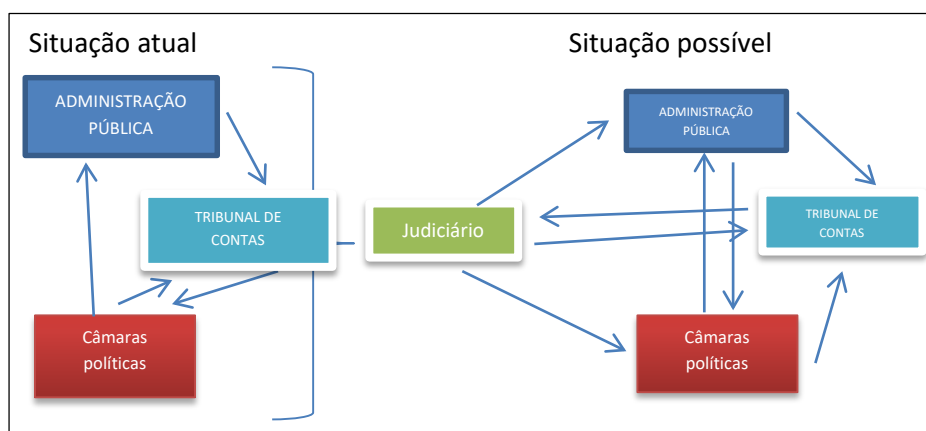 Situação atual
ADMINISTRAÇÃO
PÚBLICA
TRIBUNAL DE
CONTAS
Câmaras
políticas
Judiciário
Situação possível
ADMINISTRAÇÃO
PÚBLICA
TRIBUNAL DE
CONTAS
Câmaras
políticas